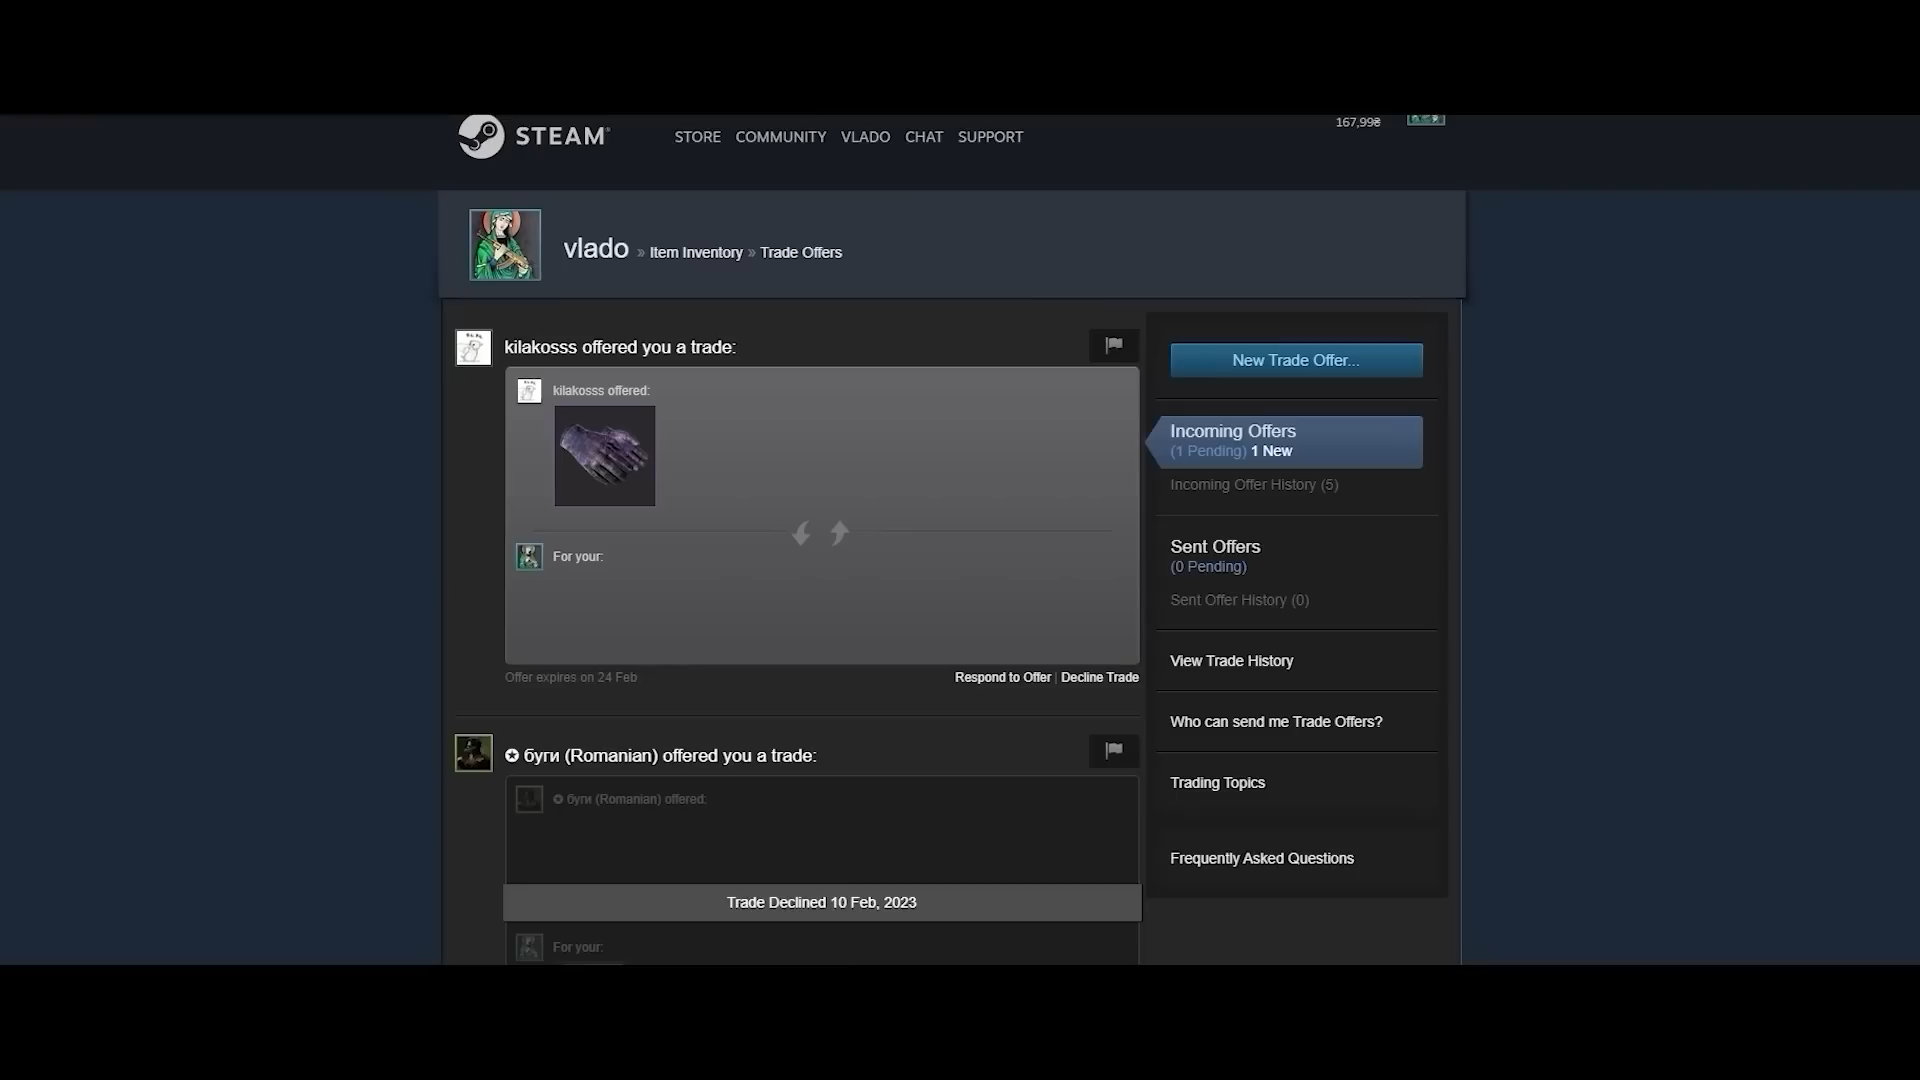 STEAM
STORE COMMUNITY VLADO CHAT SUPPORT
167,99₴
vlado » Item Inventory » Trade Offers
kilakosss offered you a trade:
kilakosss offered:
For your:
Offer expires on 24 Feb
Respond to Offer | Decline Trade
✪ буги (Romanian) offered you a trade:
✪ буги (Romanian) offered:
Trade Declined 10 Feb, 2023
For your:
New Trade Offer...
Incoming Offers
(1 Pending) 1 New
Incoming Offer History (5)
Sent Offers
(0 Pending)
Sent Offer History (0)
View Trade History
Who can send me Trade Offers?
Trading Topics
Frequently Asked Questions